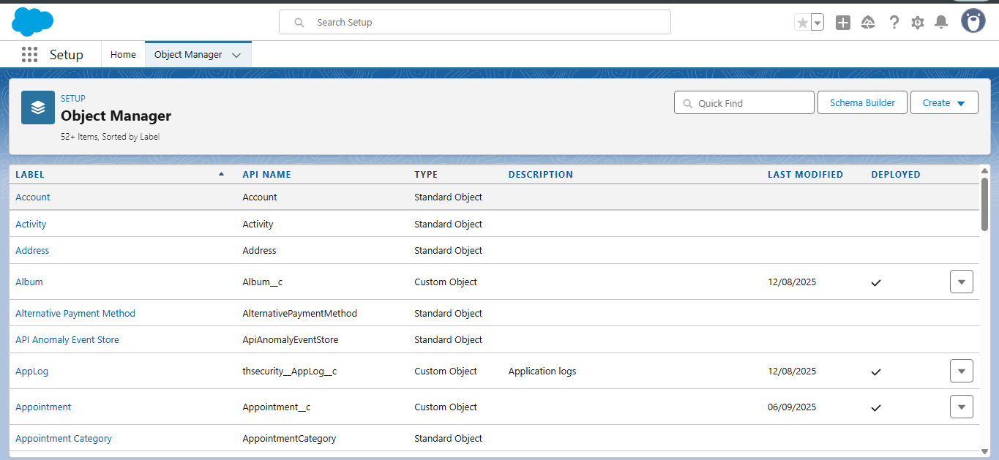 Search Setup
Setup Home Object Manager
SETUP
Object Manager
52+ Items, Sorted by Label
Quick Find Schema Builder Create
LABEL API NAME TYPE DESCRIPTION LAST MODIFIED DEPLOYED
Account Account Standard Object
Activity Activity Standard Object
Address Address Standard Object
Album Album__c Custom Object 12/08/2025
Alternative Payment Method AlternativePaymentMethod Standard Object
API Anomaly Event Store ApiAnomalyEventStore Standard Object
AppLog thsecurity__AppLog__c Custom Object Application logs 12/08/2025
Appointment Appointment__c Custom Object 06/09/2025
Appointment Category AppointmentCategory Standard Object